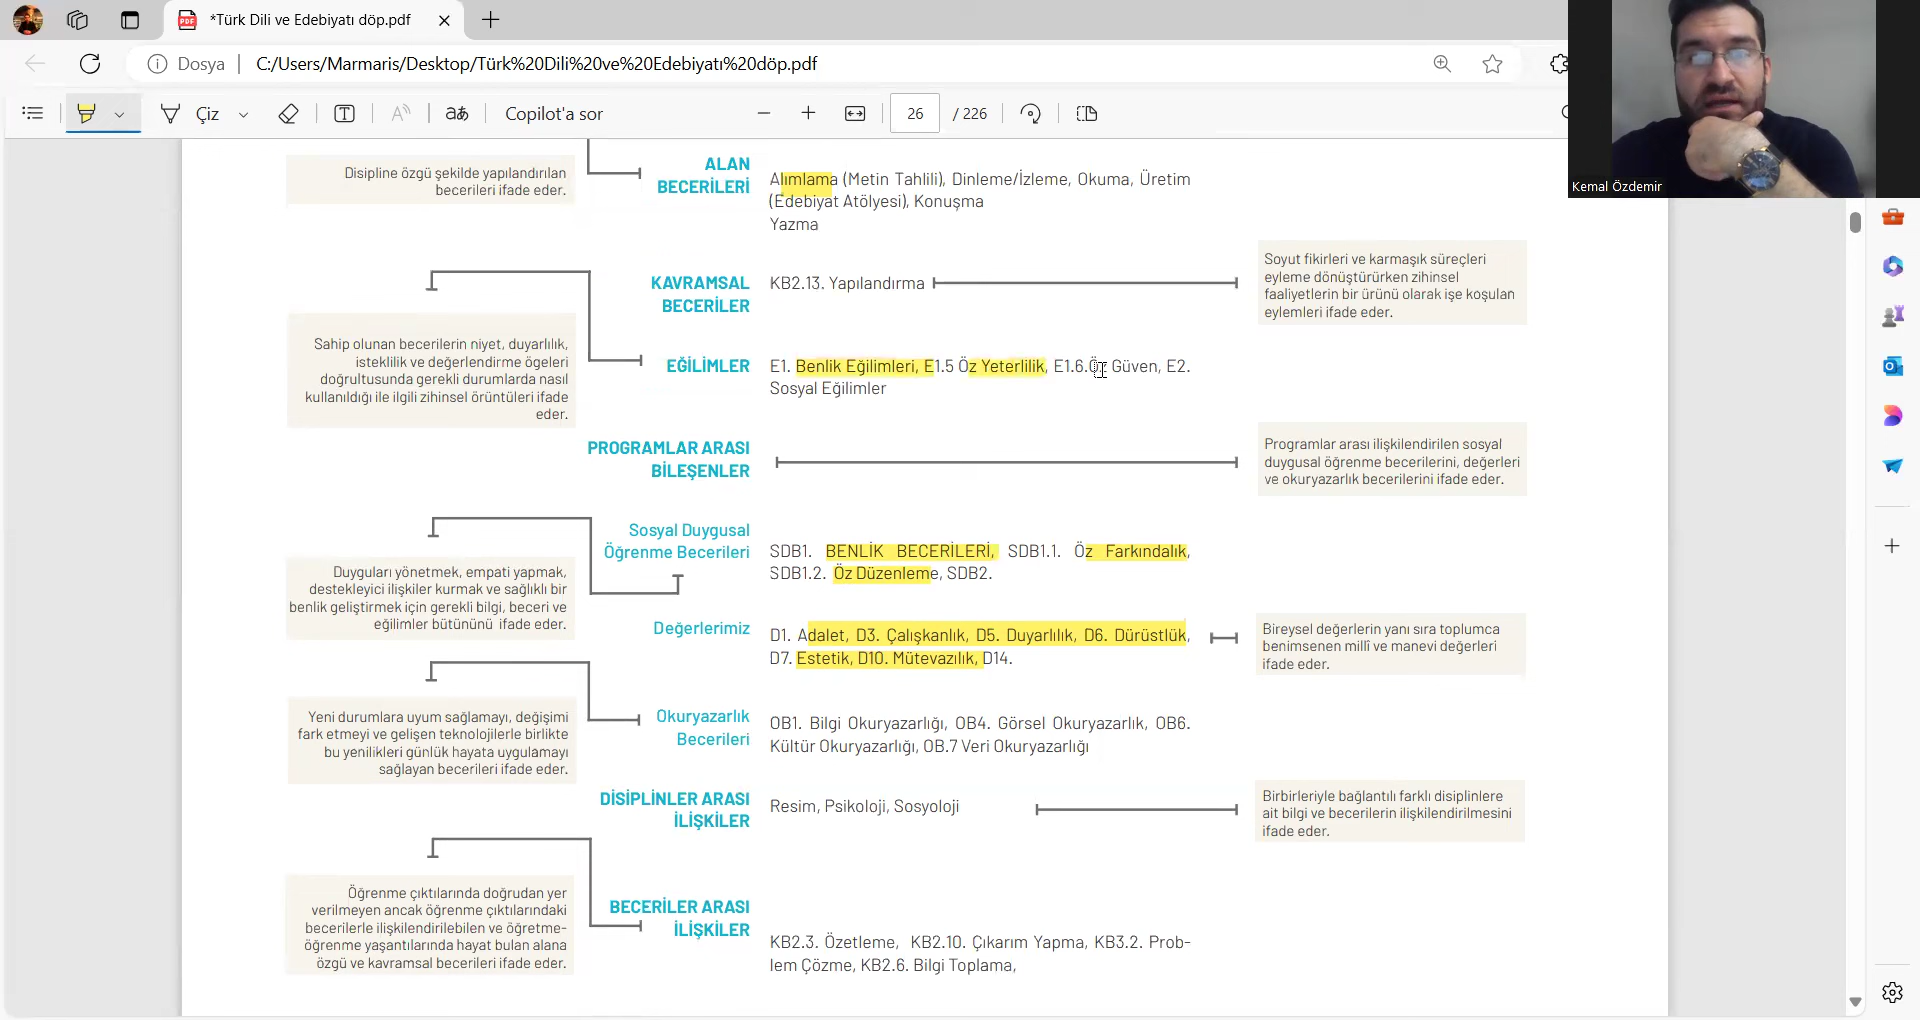 *Türk Dili ve Edebiyatı döp.pdf
Dosya
C:/Users/Marmaris/Desktop/Türk%20Dili%20ve%20Edebiyatı%20döp.pdf
Çiz
Copilot'a sor
26
/ 226
Kemal Özdemir
Disipline özgü şekilde yapılandırılan
becerileri ifade eder.
ALAN
BECERİLERİ
Alımlama (Metin Tahlili), Dinleme/İzleme, Okuma, Üretim
(Edebiyat Atölyesi), Konuşma
Yazma
KAVRAMSAL
BECERİLER
KB2.13. Yapılandırma
Soyut fikirleri ve karmaşık süreçleri
eyleme dönüştürürken zihinsel
faaliyetlerin bir ürünü olarak işe koşulan
eylemleri ifade eder.
Sahip olunan becerilerin niyet, duyarlılık,
isteklilik ve değerlendirme ögeleri
doğrultusunda gerekli durumlarda nasıl
kullanıldığı ile ilgili zihinsel örüntüleri ifade
eder.
EĞİLİMLER
E1. Benlik Eğilimleri, E1.5 Öz Yeterlilik, E1.6.Öz Güven, E2.
Sosyal Eğilimler
PROGRAMLAR ARASI
BİLEŞENLER
Programlar arası ilişkilendirilen sosyal
duygusal öğrenme becerilerini, değerleri
ve okuryazarlık becerilerini ifade eder.
Sosyal Duygusal
Öğrenme Becerileri
SDB1. BENLİK BECERİLERİ, SDB1.1. Öz Farkındalık,
SDB1.2. Öz Düzenleme, SDB2.
Duyguları yönetmek, empati yapmak,
destekleyici ilişkiler kurmak ve sağlıklı bir
benlik geliştirmek için gerekli bilgi, beceri ve
eğilimler bütününü ifade eder.
Değerlerimiz
D1. Adalet, D3. Çalışkanlık, D5. Duyarlılık, D6. Dürüstlük,
D7. Estetik, D10. Mütevazılık, D14.
Bireysel değerlerin yanı sıra toplumca
benimsenen millî ve manevi değerleri
ifade eder.
Yeni durumlara uyum sağlamayı, değişimi
fark etmeyi ve gelişen teknolojilerle birlikte
bu yenilikleri günlük hayata uygulamayı
sağlayan becerileri ifade eder.
Okuryazarlık
Becerileri
OB1. Bilgi Okuryazarlığı, OB4. Görsel Okuryazarlık, OB6.
Kültür Okuryazarlığı, OB.7 Veri Okuryazarlığı
DİSİPLİNLER ARASI
İLİŞKİLER
Resim, Psikoloji, Sosyoloji
Birbirleriyle bağlantılı farklı disiplinlere
ait bilgi ve becerilerin ilişkilendirilmesini
ifade eder.
Öğrenme çıktılarında doğrudan yer
verilmeyen ancak öğrenme çıktılarındaki
becerilerle ilişkilendirilebilen ve öğretme-
öğrenme yaşantılarında hayat bulan alana
özgü ve kavramsal becerileri ifade eder.
BECERİLER ARASI
İLİŞKİLER
KB2.3. Özetleme, KB2.10. Çıkarım Yapma, KB3.2. Prob-
lem Çözme, KB2.6. Bilgi Toplama,